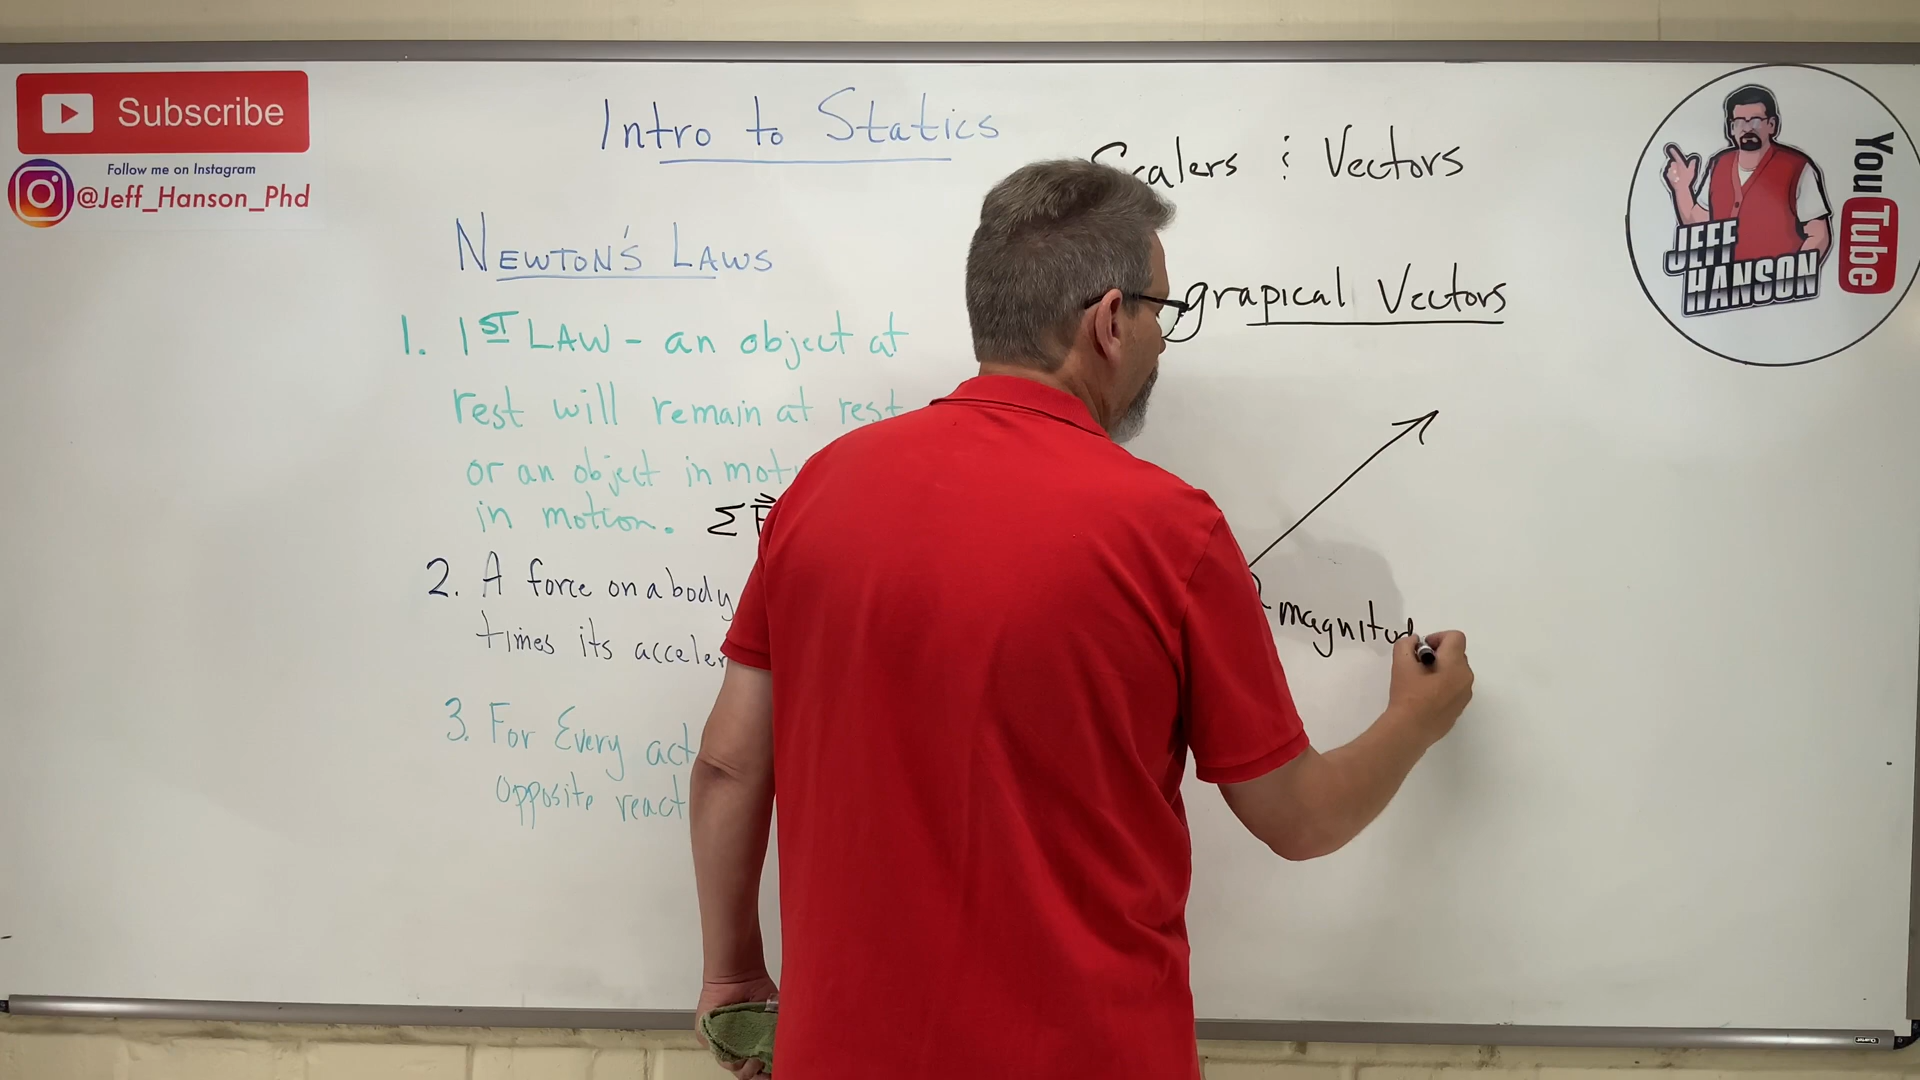 Subscribe
Follow me on Instagram
@Jeff_Hanson_Phd
Intro to Statics
NEWTON'S LAWS
1. 1ST LAW - an object at
rest will remain at rest
or an object in mot
in motion. ΣF
2. A force on a body
times its acceler
3. For Every act
opposite react
calers & Vectors
grapical Vectors
magnitud
JEFF
HANSON
YouTube